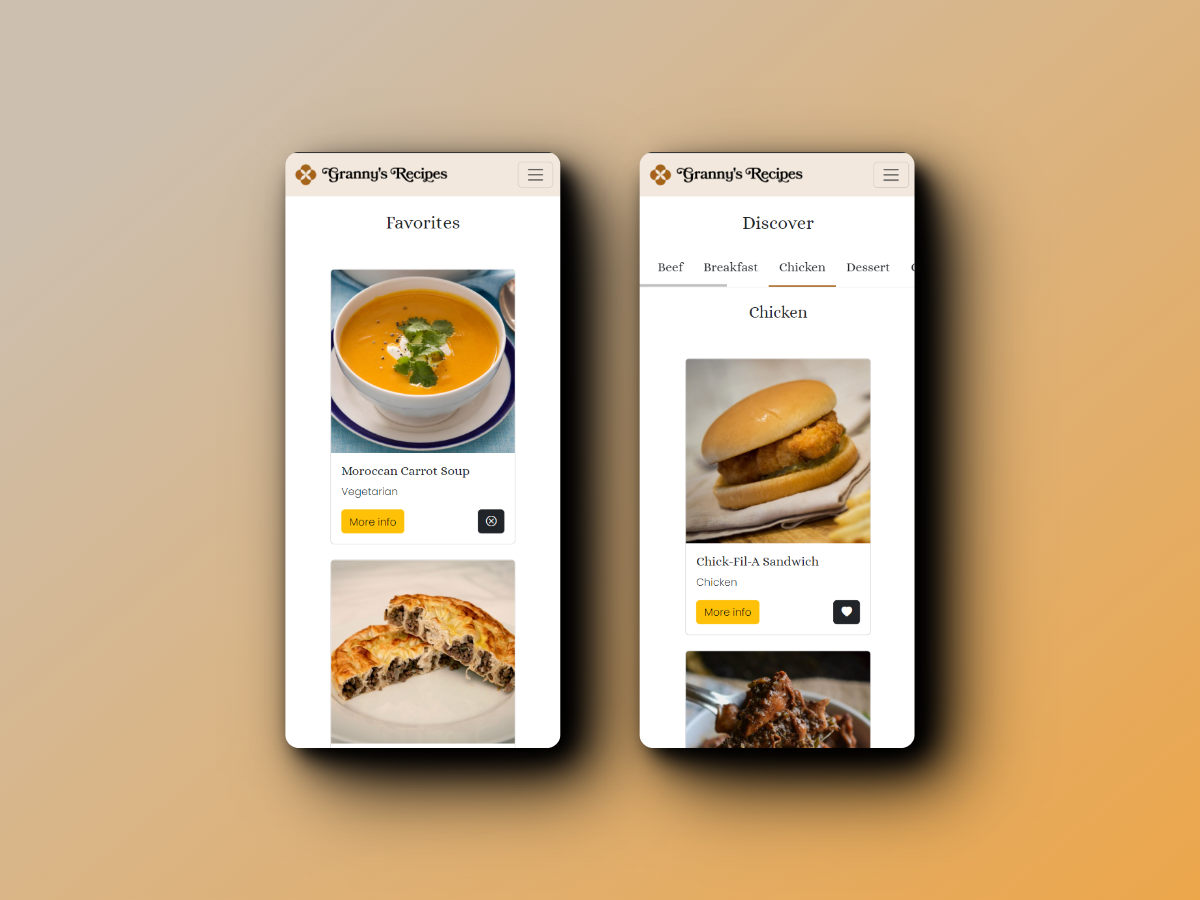 Granny's Recipes
Favorites
Moroccan Carrot Soup
Vegetarian
More info
Granny's Recipes
Discover
Beef Breakfast Chicken Dessert
Chicken
Chick-Fil-A Sandwich
Chicken
More info